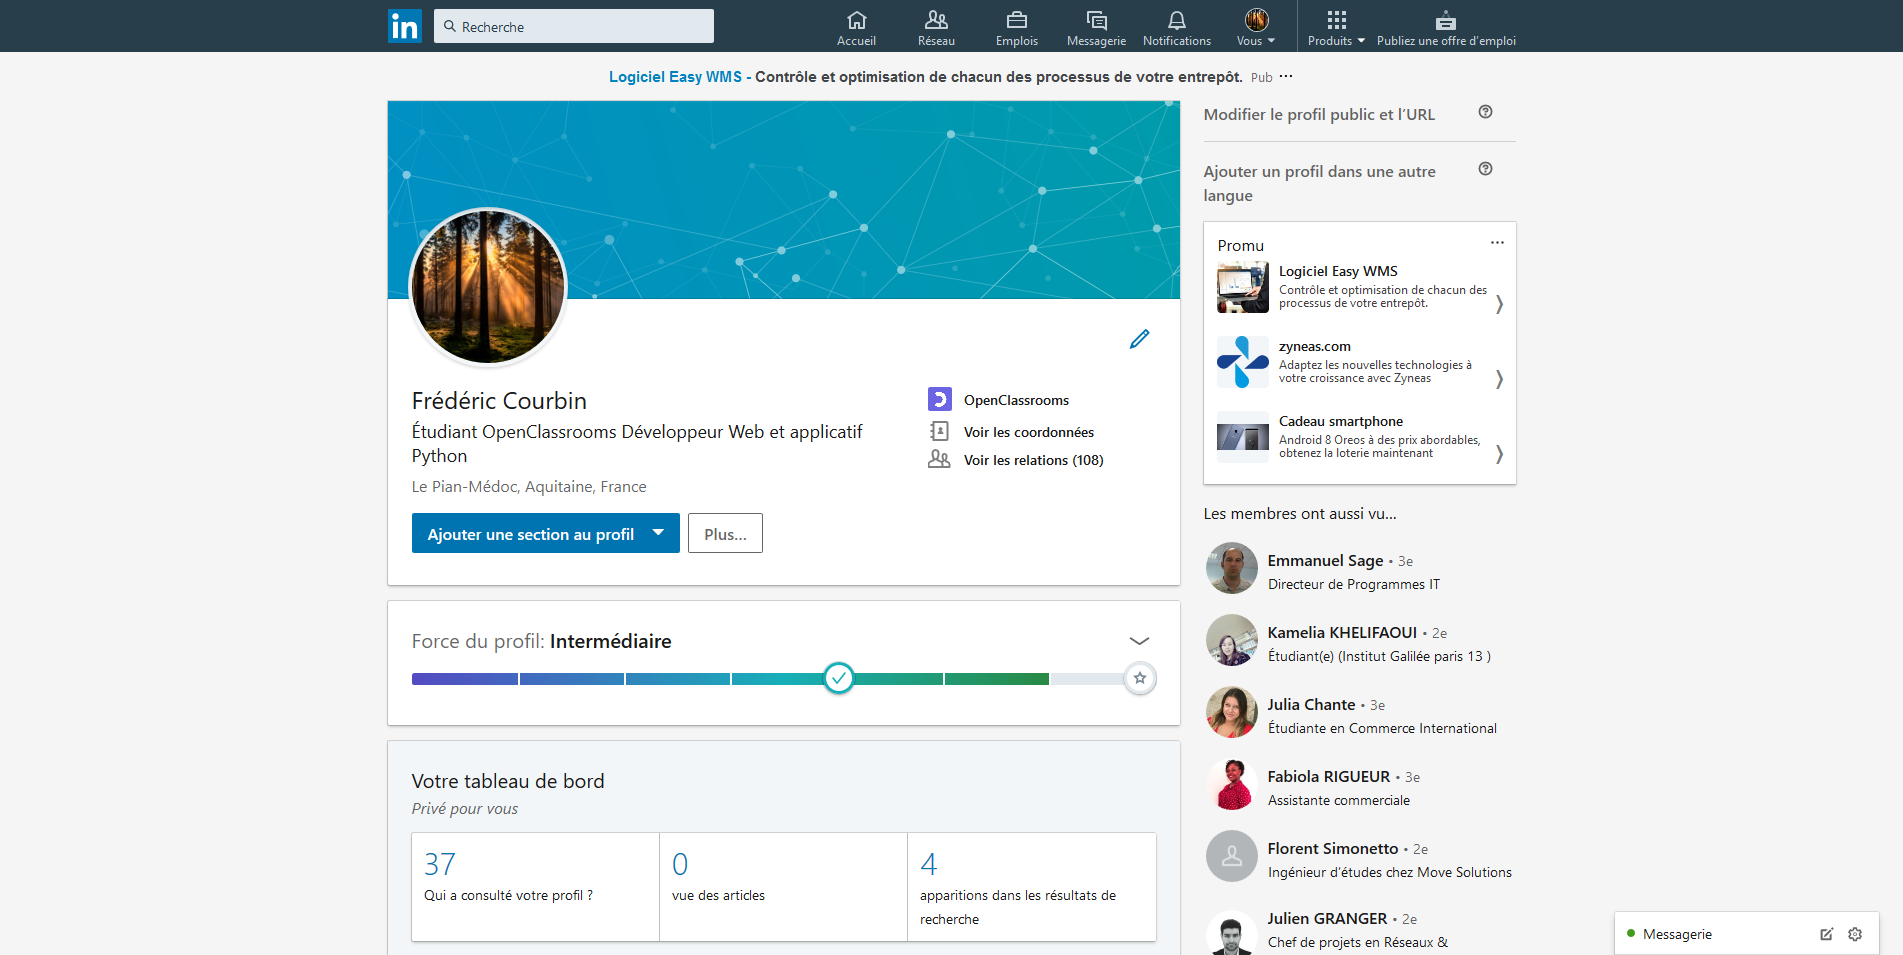 in
Recherche
Accueil
Réseau
Emplois
Messagerie
Notifications
Vous
Produits
Publiez une offre d'emploi
Logiciel Easy WMS - Contrôle et optimisation de chacun des processus de votre entrepôt. Pub ...
Frédéric Courbin
Étudiant OpenClassrooms Développeur Web et applicatif
Python
Le Pian-Médoc, Aquitaine, France
Ajouter une section au profil
Plus...
OpenClassrooms
Voir les coordonnées
Voir les relations (108)
Force du profil: Intermédiaire
Votre tableau de bord
Privé pour vous
37
Qui a consulté votre profil ?
0
vue des articles
4
apparitions dans les résultats de
recherche
Modifier le profil public et l'URL
Ajouter un profil dans une autre
langue
Promu
Logiciel Easy WMS
Contrôle et optimisation de chacun des
processus de votre entrepôt.
zyneas.com
Adaptez les nouvelles technologies à
votre croissance avec Zyneas
Cadeau smartphone
Android 8 Oreos à des prix abordables,
obtenez la loterie maintenant
Les membres ont aussi vu...
Emmanuel Sage • 3e
Directeur de Programmes IT
Kamelia KHELIFAOUI • 2e
Étudiant(e) (Institut Galilée paris 13 )
Julia Chante • 3e
Étudiante en Commerce International
Fabiola RIGUEUR • 3e
Assistante commerciale
Florent Simonetto • 2e
Ingénieur d'études chez Move Solutions
Julien GRANGER • 2e
Chef de projets en Réseaux &
Messagerie